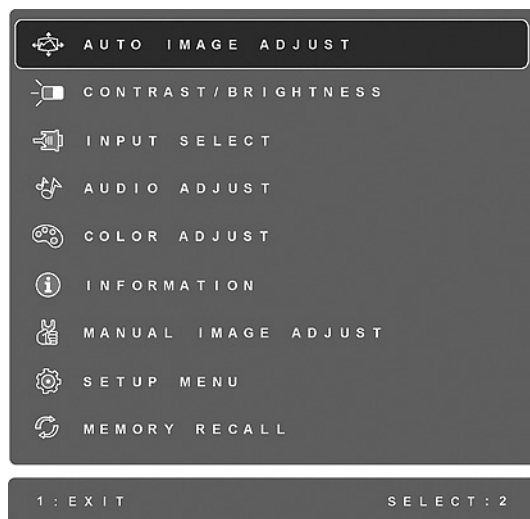 AUTO IMAGE ADJUST
CONTRAST/BRIGHTNESS
INPUT SELECT
AUDIO ADJUST
COLOR ADJUST
INFORMATION
MANUAL IMAGE ADJUST
SETUP MENU
MEMORY RECALL
1:EXIT SELECT:2